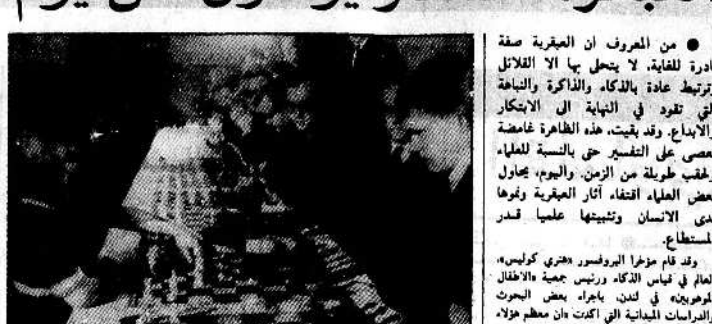 ● من المعروف ان العبقرية صفة
نادرة للغاية، لا يتحلى بها الا القلائل
وترتبط عادة بالذكاء والذاكرة والنباهة
التي تقود في النهاية الى الابتكار
والابداع. وقد بقيت، هذه الظاهرة غامضة
تعصى على التفسير حتى بالنسبة للعلماء
ولحقب طويلة من الزمن. واليوم، يحاول
بعض العلماء أقتفاء آثار العبقرية ونموها
لدى الانسان وتثبيتها علميا قدر
المستطاع.
وقد قام مؤخرا البروفسور «هنري كوليس»،
العالم في قياس الذكاء ورئيس جمعية «الاطفال
الموهوبين» في لندن، باجراء بعض البحوث
والدراسات الميدانية التي اكدت «ان معظم هؤلاء